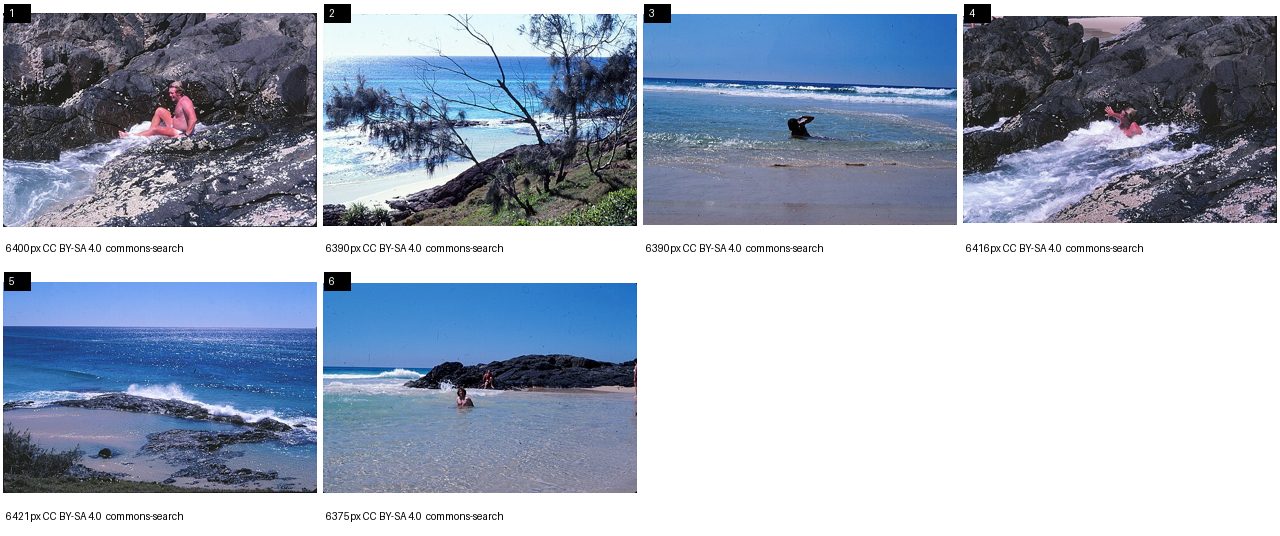 1
2
3
4
6400px CC BY-SA 4.0 commons-search
6390px CC BY-SA 4.0 commons-search
6390px CC BY-SA 4.0 commons-search
6416px CC BY-SA 4.0 commons-search
5
6
6421px CC BY-SA 4.0 commons-search
6375px CC BY-SA 4.0 commons-search